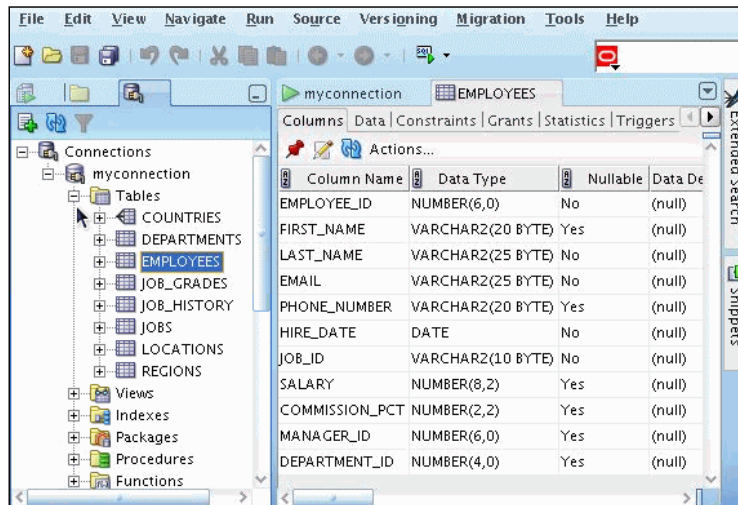 File Edit View Navigate Run Source Versioning Migration Tools Help
myconnection EMPLOYEES
Columns Data Constraints Grants Statistics Triggers
Actions...
Connections
myconnection
Tables
COUNTRIES
DEPARTMENTS
EMPLOYEES
JOB_GRADES
JOB_HISTORY
JOBS
LOCATIONS
REGIONS
Views
Indexes
Packages
Procedures
Functions
Column Name Data Type Nullable Data De
EMPLOYEE_ID NUMBER(6,0) No (null)
FIRST_NAME VARCHAR2(20 BYTE) Yes (null)
LAST_NAME VARCHAR2(25 BYTE) No (null)
EMAIL VARCHAR2(25 BYTE) No (null)
PHONE_NUMBER VARCHAR2(20 BYTE) Yes (null)
HIRE_DATE DATE No (null)
JOB_ID VARCHAR2(10 BYTE) No (null)
SALARY NUMBER(8,2) Yes (null)
COMMISSION_PCT NUMBER(2,2) Yes (null)
MANAGER_ID NUMBER(6,0) Yes (null)
DEPARTMENT_ID NUMBER(4,0) Yes (null)
Extended Search
Snippets